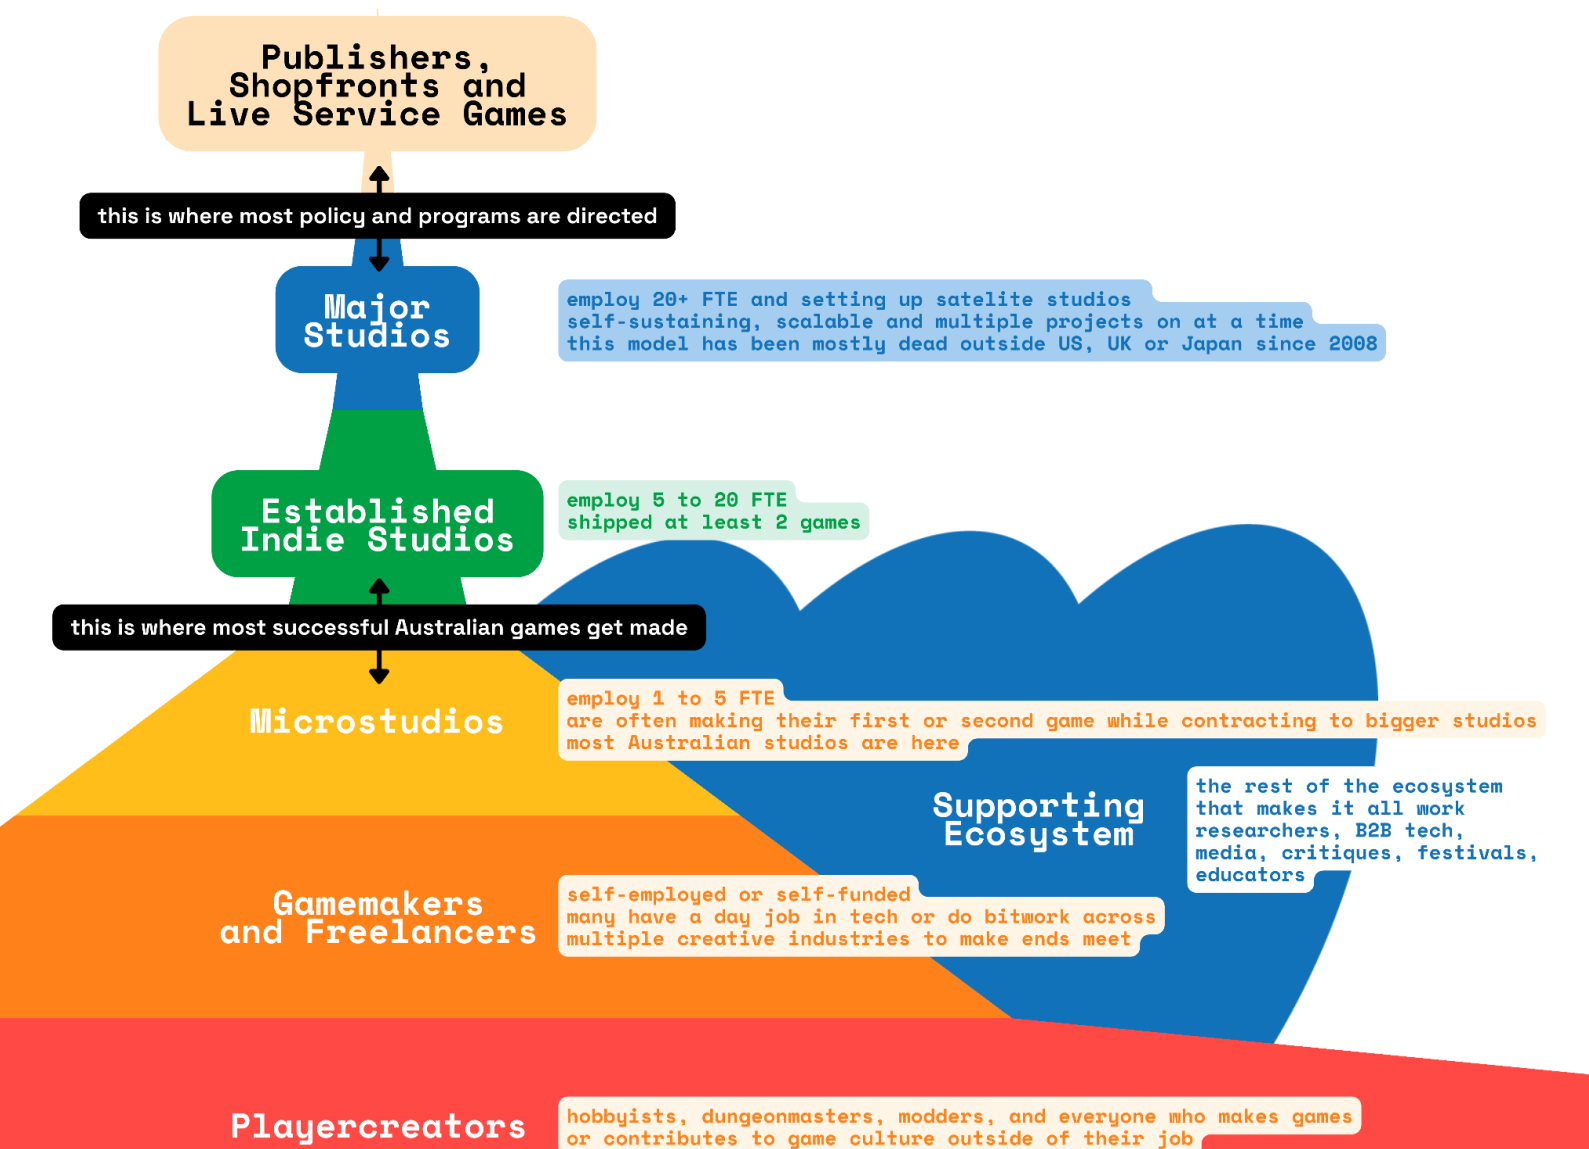 Publishers,
Shopfronts and
Live Service Games
this is where most policy and programs are directed
Major
Studios
employ 20+ FTE and setting up satelite studios
self-sustaining, scalable and multiple projects on at a time
this model has been mostly dead outside US, UK or Japan since 2008
Established
Indie Studios
employ 5 to 20 FTE
shipped at least 2 games
this is where most successful Australian games get made
Microstudios
employ 1 to 5 FTE
are often making their first or second game while contracting to bigger studios
most Australian studios are here
Supporting
Ecosystem
the rest of the ecosystem
that makes it all work
researchers, B2B tech,
media, critiques, festivals,
educators
Gamemakers
and Freelancers
self-employed or self-funded
many have a day job in tech or do bitwork across
multiple creative industries to make ends meet
Playercreators
hobbyists, dungeonmasters, modders, and everyone who makes games
or contributes to game culture outside of their job